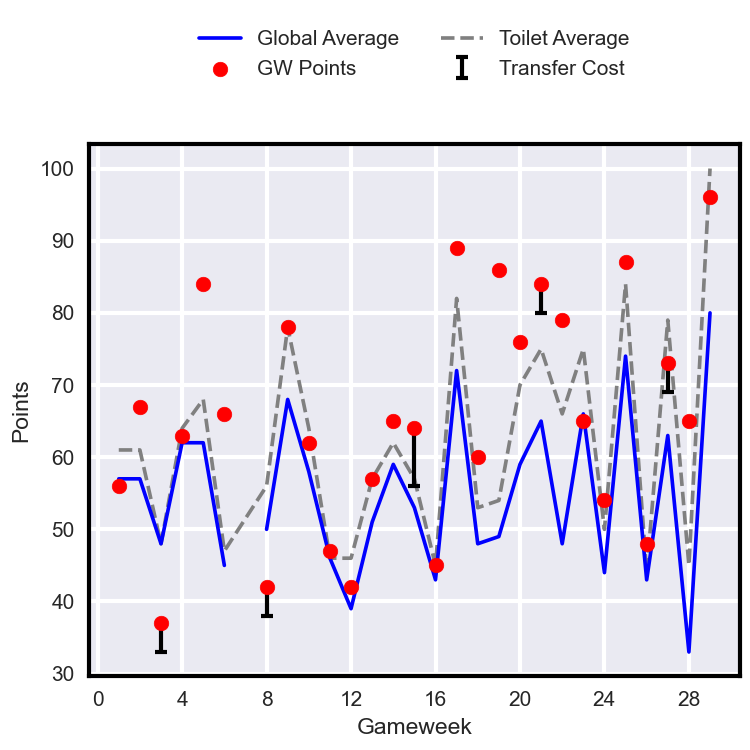 Global Average
Toilet Average
GW Points
Transfer Cost
100
90
80
70
60
50
40
30
Points
0 4 8 12 16 20 24 28
Gameweek